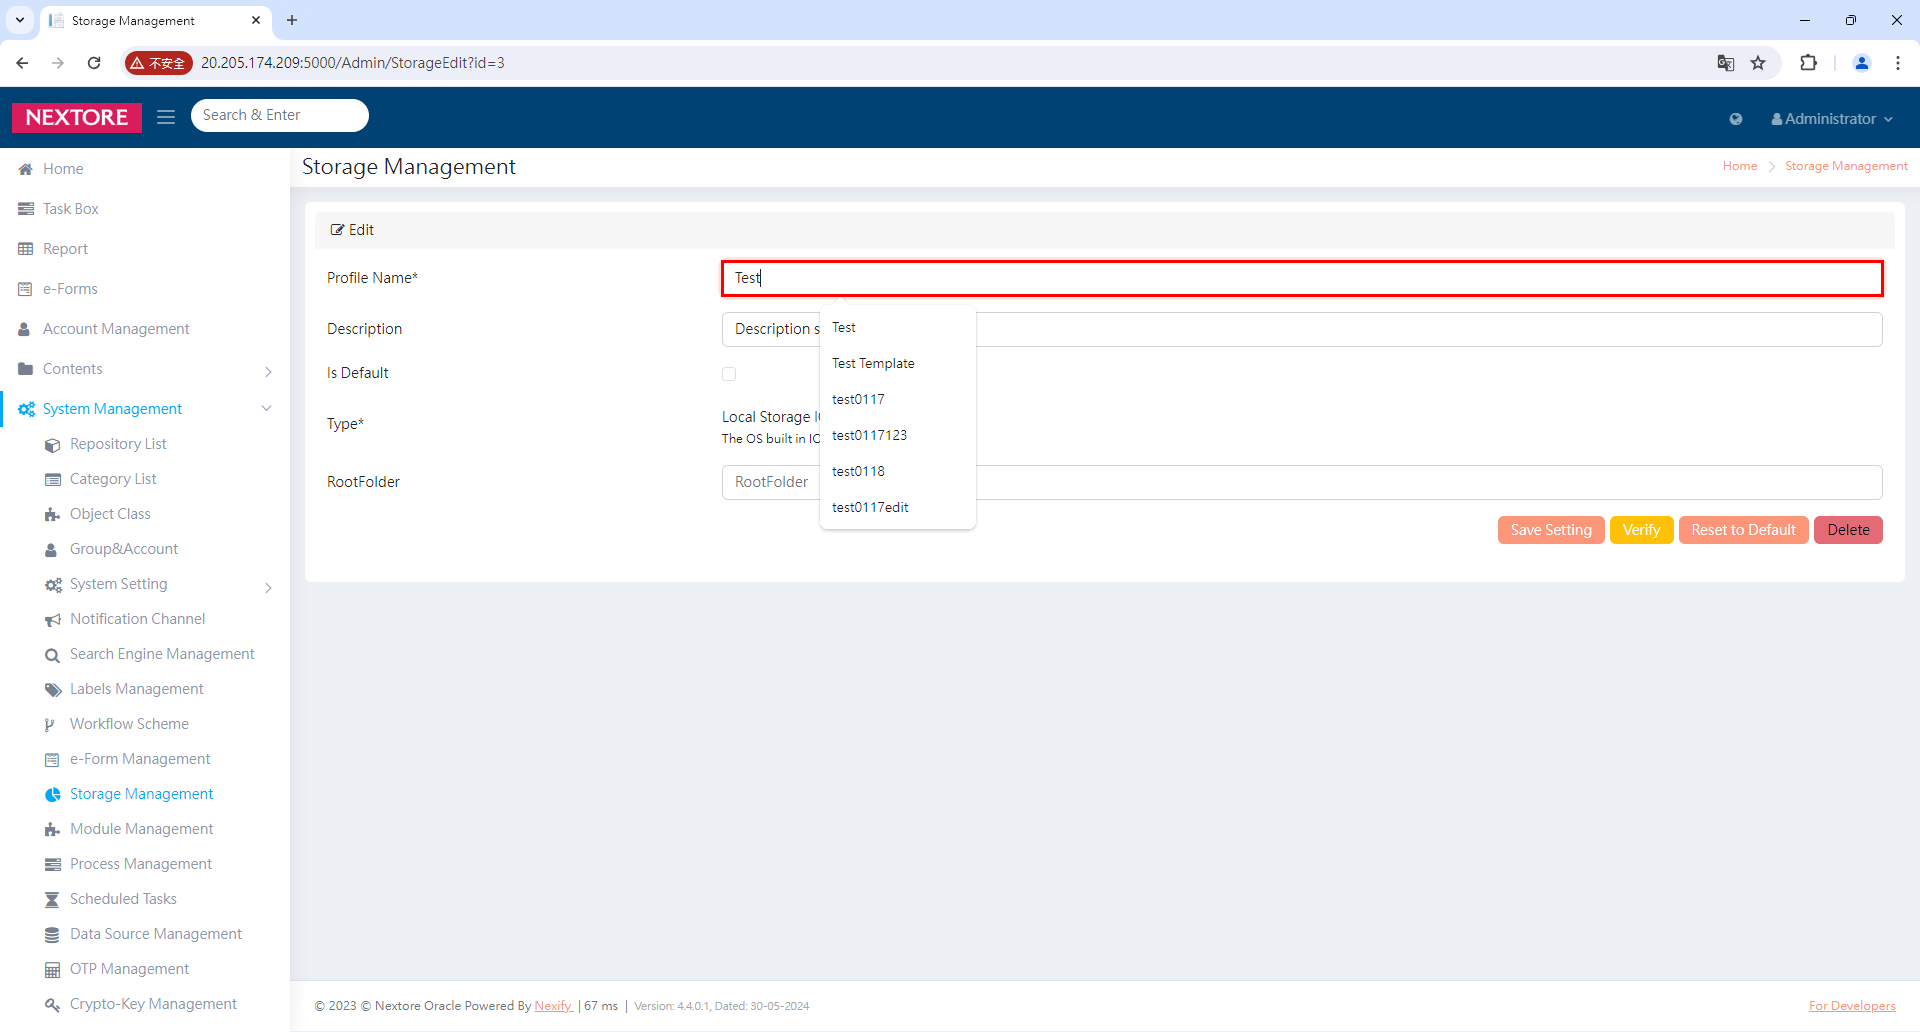 Storage Management
不安全
20.205.174.209:5000/Admin/StorageEdit?id=3
NEXTORE
Search & Enter
Administrator
Home
Task Box
Report
e-Forms
Account Management
Contents
System Management
Repository List
Category List
Object Class
Group&Account
System Setting
Notification Channel
Search Engine Management
Labels Management
Workflow Scheme
e-Form Management
Storage Management
Module Management
Process Management
Scheduled Tasks
Data Source Management
OTP Management
Crypto-Key Management
Storage Management
Home
Storage Management
Edit
Profile Name*
Test
Description
Description s
Is Default
Type*
Local Storage I
The OS built in IO
RootFolder
RootFolder
Test
Test Template
test0117
test0117123
test0118
test0117edit
Save Setting
Verify
Reset to Default
Delete
© 2023 © Nextore Oracle Powered By Nexify | 67 ms | Version: 4.4.0.1, Dated: 30-05-2024
For Developers